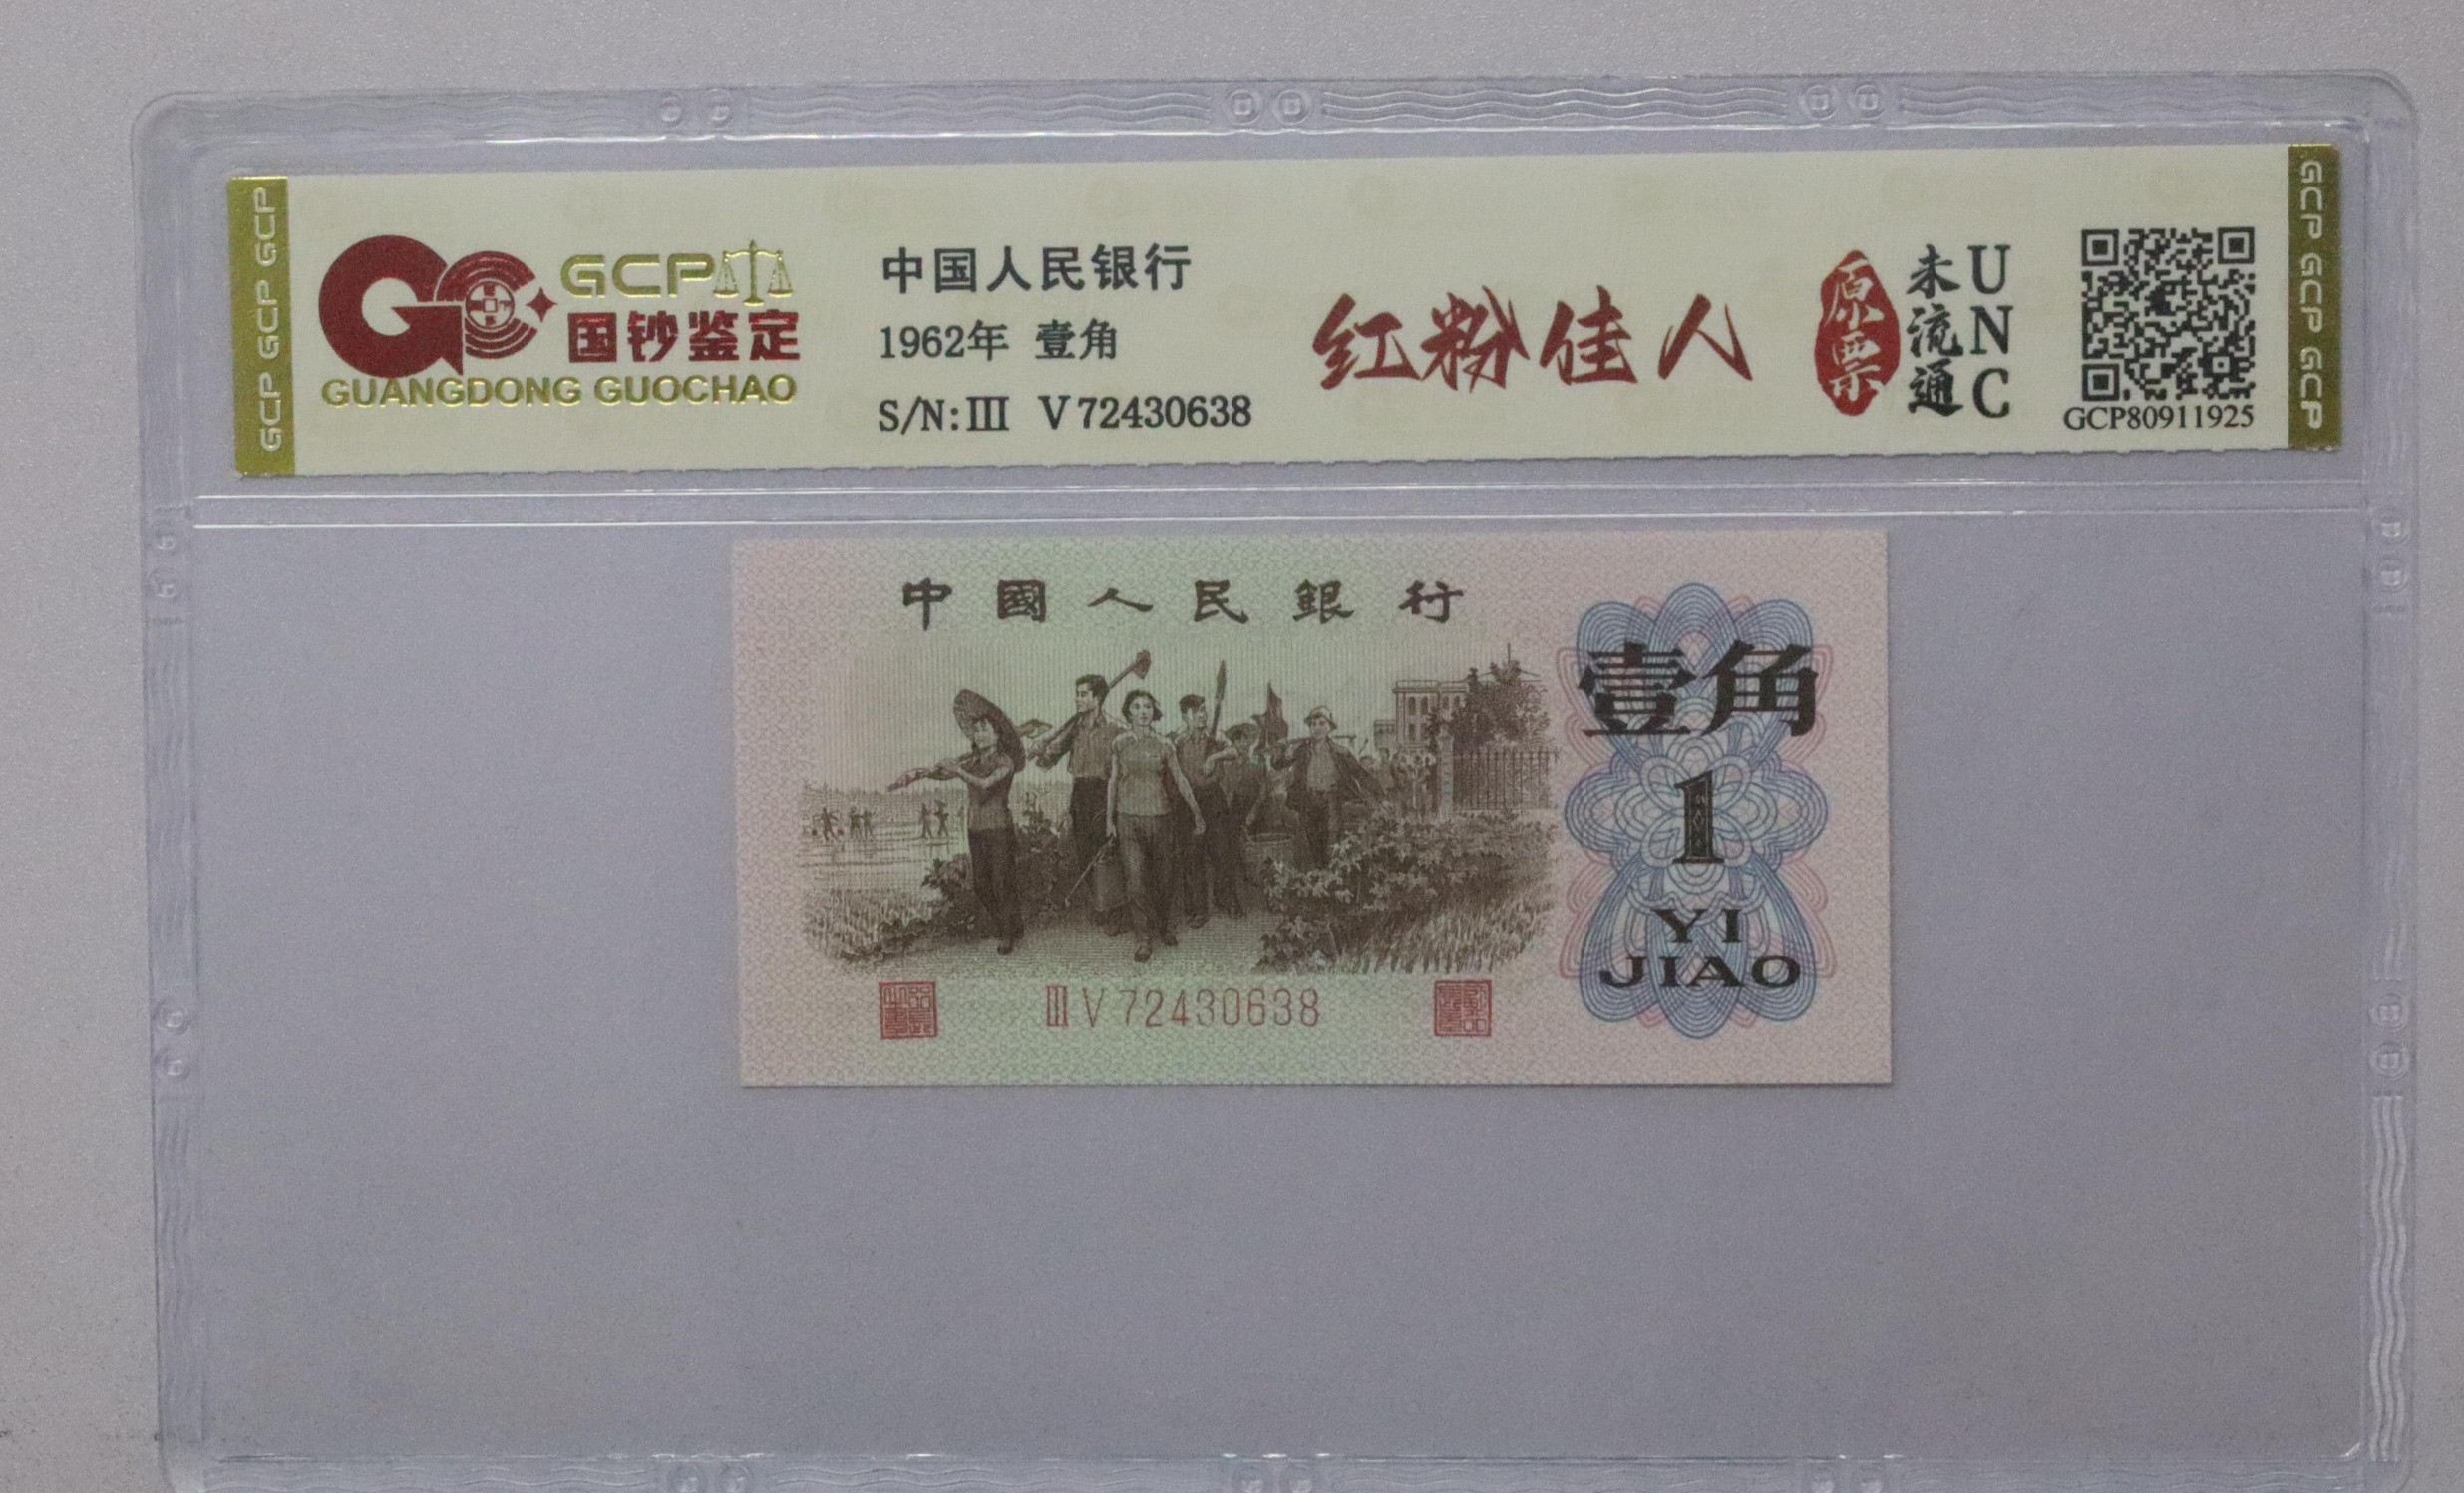 GCP GCP GCP
GCP
国钞鉴定
GUANGDONG GUOCHAO
中国人民银行
1962年 壹角
S/N:III V72430638
红粉佳人
原票
未流通
UNC
GCP80911925
GCP GCP GCP
中國人民銀行
壹角
1
YI
JIAO
III V 72430638